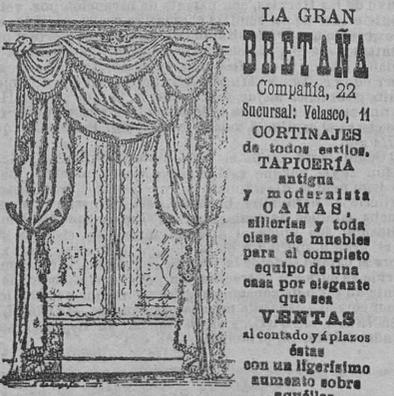 LA GRAN
BRETAÑA
Compañía, 22
Sucursal: Velasco, 11
CORTINAJES
de todos estilos,
TAPICERÍA
antigua
y modernista
CAMAS,
sillerías y toda
clase de muebles
para el completo
equipo de una
casa por elegante
que sea
VENTAS
al contado y á plazos
éstas
con un ligerísimo
aumento sobre
aquéllas